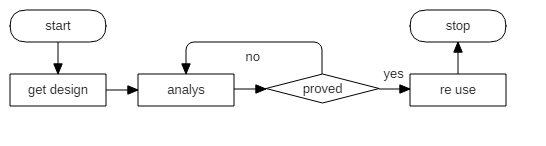 start
stop
no
yes
get design
analys
proved
re use